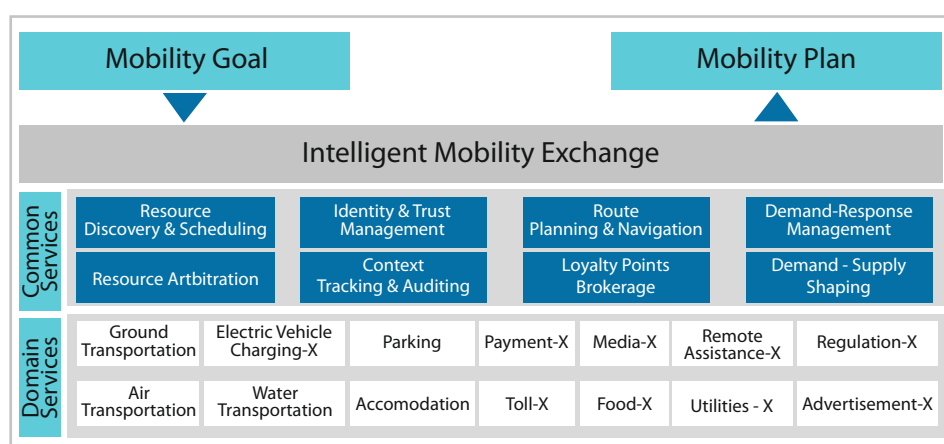 Mobility Goal
Mobility Plan
Intelligent Mobility Exchange
Common
Services
Resource
Discovery & Scheduling
Identity & Trust
Management
Route
Planning & Navigation
Demand-Response
Management
Resource Artbitration
Context
Tracking & Auditing
Loyalty Points
Brokerage
Demand - Supply
Shaping
Domain
Services
Ground
Transportation
Electric Vehicle
Charging-X
Parking
Payment-X
Media-X
Remote
Assistance-X
Regulation-X
Air
Transportation
Water
Transportation
Accomodation
Toll-X
Food-X
Utilities - X
Advertisement-X